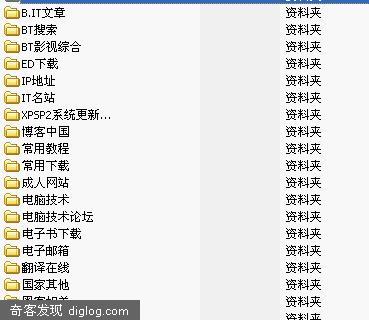 B.IT文章 资料夹
BT搜索 资料夹
BT影视综合 资料夹
ED下载 资料夹
IP地址 资料夹
IT名站 资料夹
XPSP2系统更新... 资料夹
博客中国 资料夹
常用教程 资料夹
常用下载 资料夹
成人网站 资料夹
电脑技术 资料夹
电脑技术论坛 资料夹
电子书下载 资料夹
电子邮箱 资料夹
翻译在线 资料夹
国家其他 资料夹
资料夹
奇客发现 diglog.com